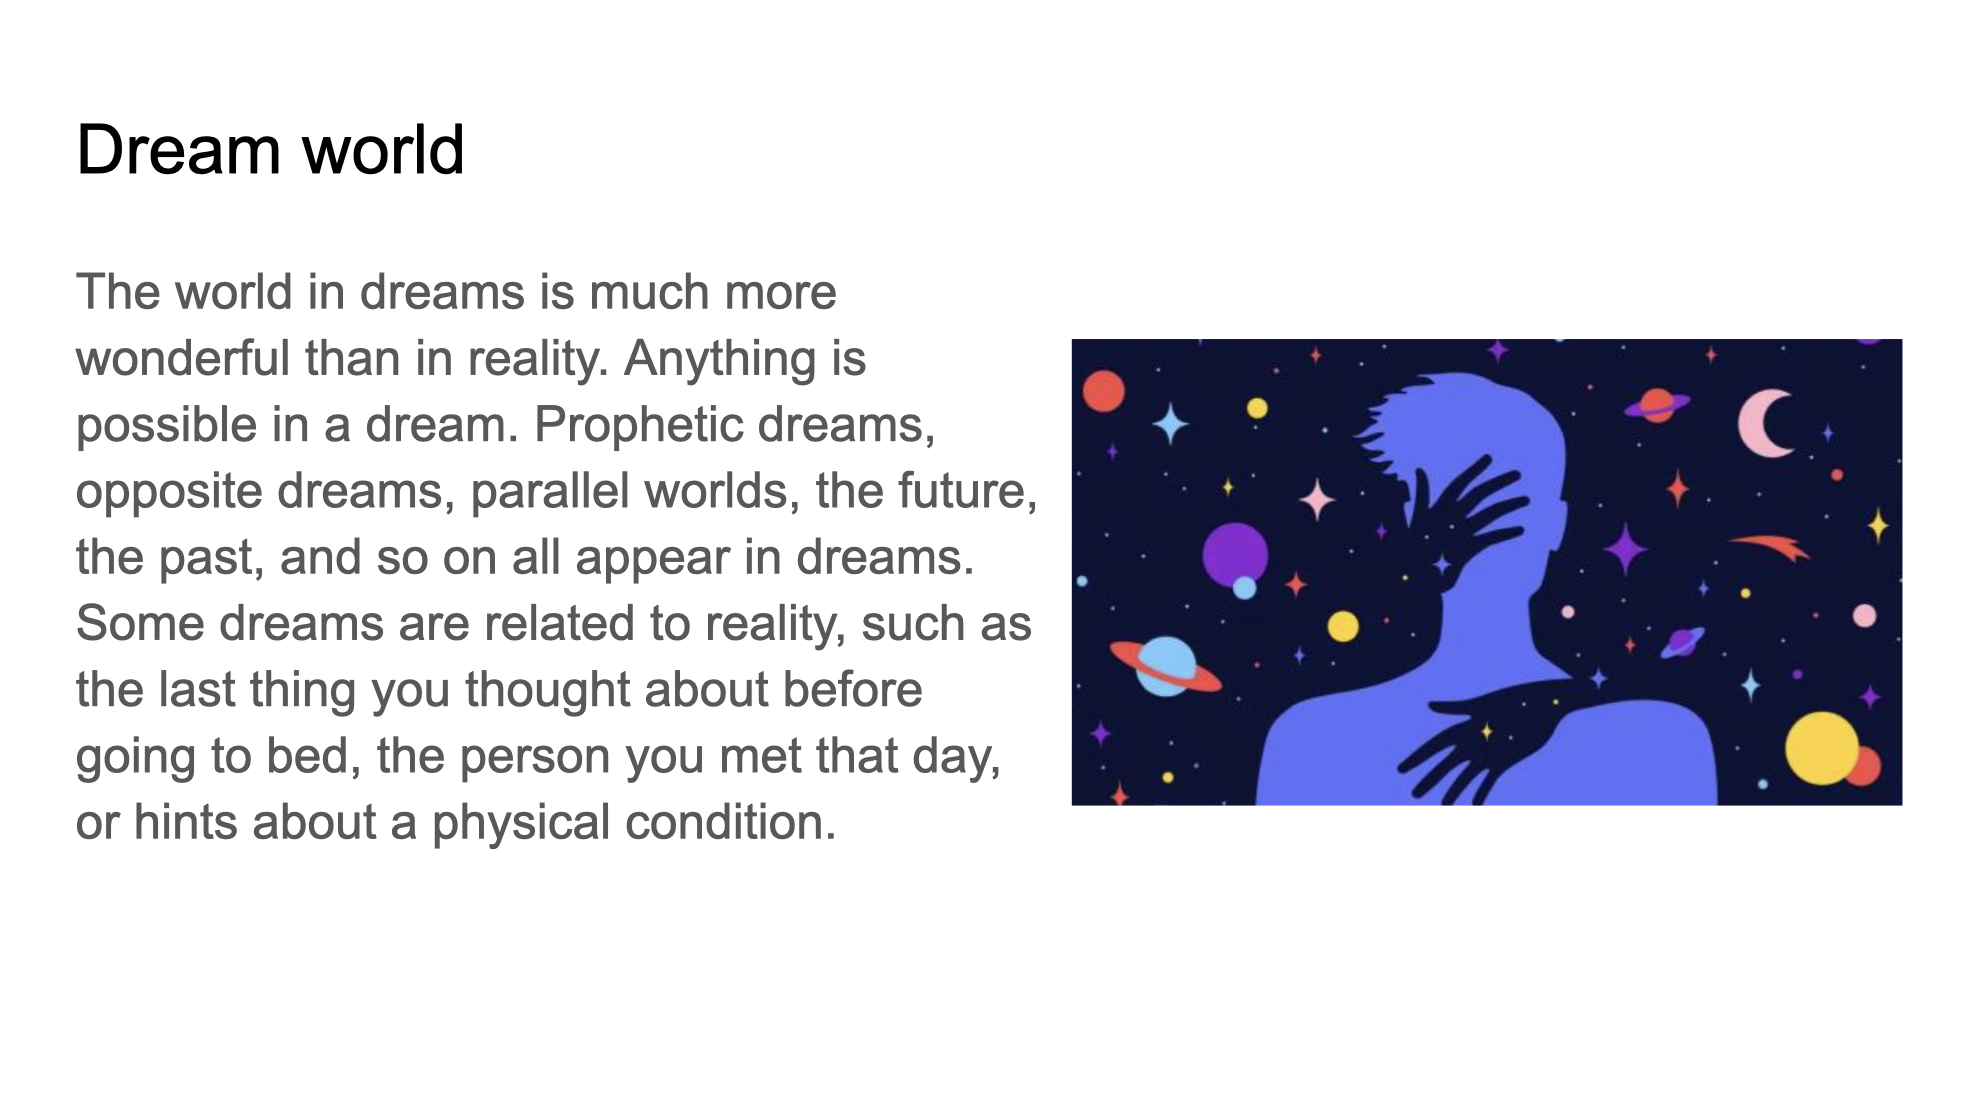 Dream world
The world in dreams is much more
wonderful than in reality. Anything is
possible in a dream. Prophetic dreams,
opposite dreams, parallel worlds, the future,
the past, and so on all appear in dreams.
Some dreams are related to reality, such as
the last thing you thought about before
going to bed, the person you met that day,
or hints about a physical condition.